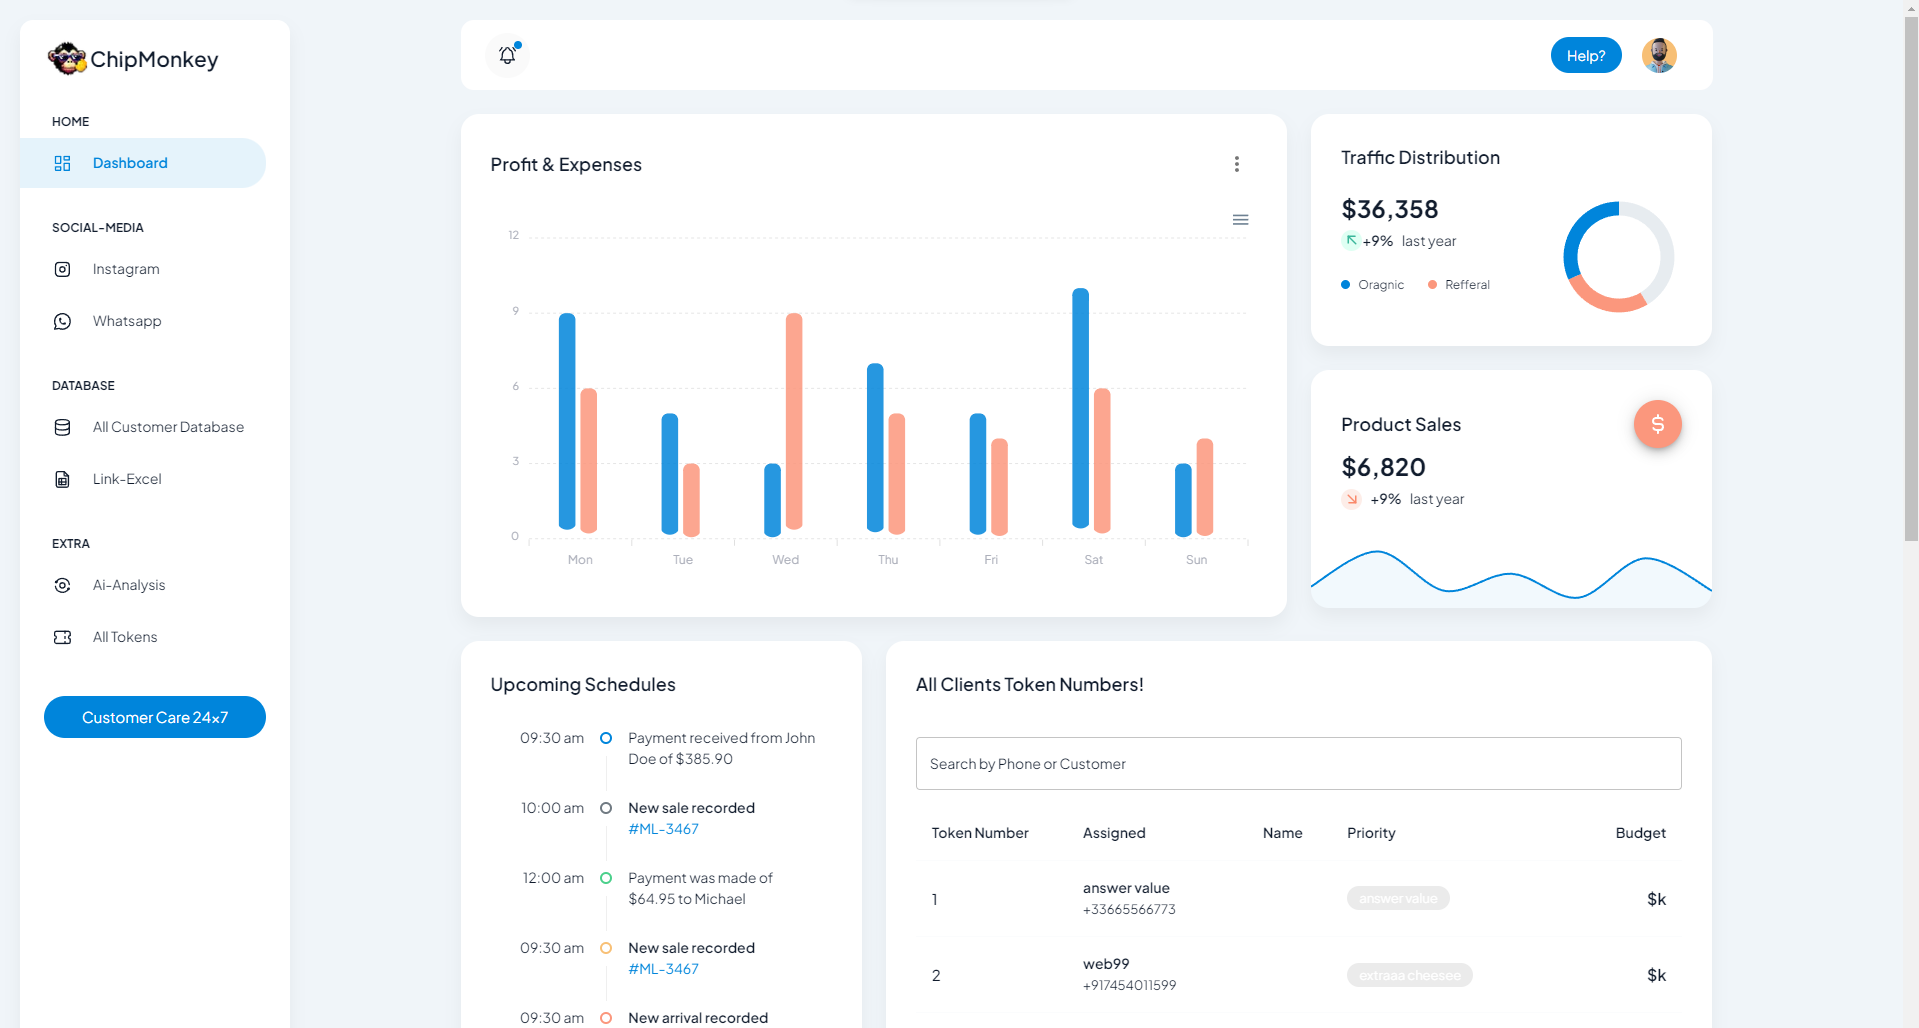 ChipMonkey
HOME
Dashboard
SOCIAL-MEDIA
Instagram
Whatsapp
DATABASE
All Customer Database
Link-Excel
EXTRA
Ai-Analysis
All Tokens
Customer Care 24x7
Help?
Profit & Expenses
12
9
6
3
0
Mon Tue Wed Thu Fri Sat Sun
Traffic Distribution
$36,358
+9% last year
Oragnic Refferal
Product Sales
$
$6,820
+9% last year
Upcoming Schedules
09:30 am Payment received from John
Doe of $385.90
10:00 am New sale recorded
#ML-3467
12:00 am Payment was made of
$64.95 to Michael
09:30 am New sale recorded
#ML-3467
09:30 am New arrival recorded
All Clients Token Numbers!
Search by Phone or Customer
Token Number Assigned Name Priority Budget
1 answer value answer value $k
+33665566773
2 web99 extraaa cheesee $k
+917454011599